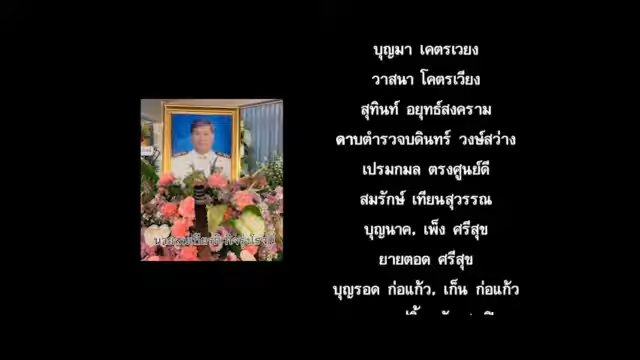 บุญมา เคตรเวียง
วาสนา โคตรเวียง
สุทินท์ อยุทธ์สงคราม
ดาบตำรวจบดินทร์ วงษ์สว่าง
เปรมกมล ตรงศูนย์ดี
สมรักษ์ เทียนสุวรรณ
บุญนาค, เพ็ง ศรีสุข
ยายตอด ศรีสุข
บุญรอด ก่อแก้ว, เก็น ก่อแก้ว